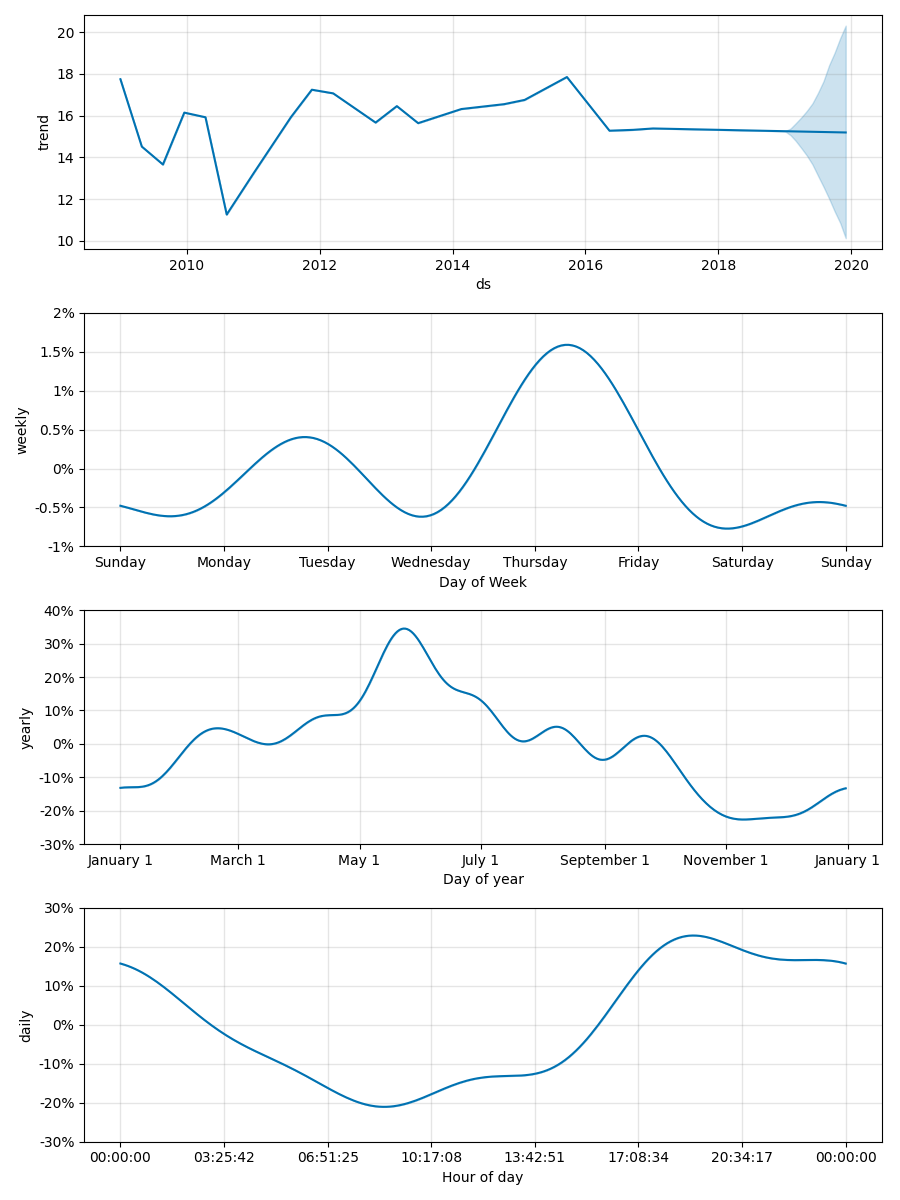 20
18
16
14
12
10
trend
2010 2012 2014 2016 2018 2020
ds
2%
1.5%
1%
0.5%
0%
-0.5%
-1%
weekly
Sunday Monday Tuesday Wednesday Thursday Friday Saturday Sunday
Day of Week
40%
30%
20%
10%
0%
-10%
-20%
-30%
yearly
January 1 March 1 May 1 July 1 September 1 November 1 January 1
Day of year
30%
20%
10%
0%
-10%
-20%
-30%
daily
00:00:00 03:25:42 06:51:25 10:17:08 13:42:51 17:08:34 20:34:17 00:00:00
Hour of day